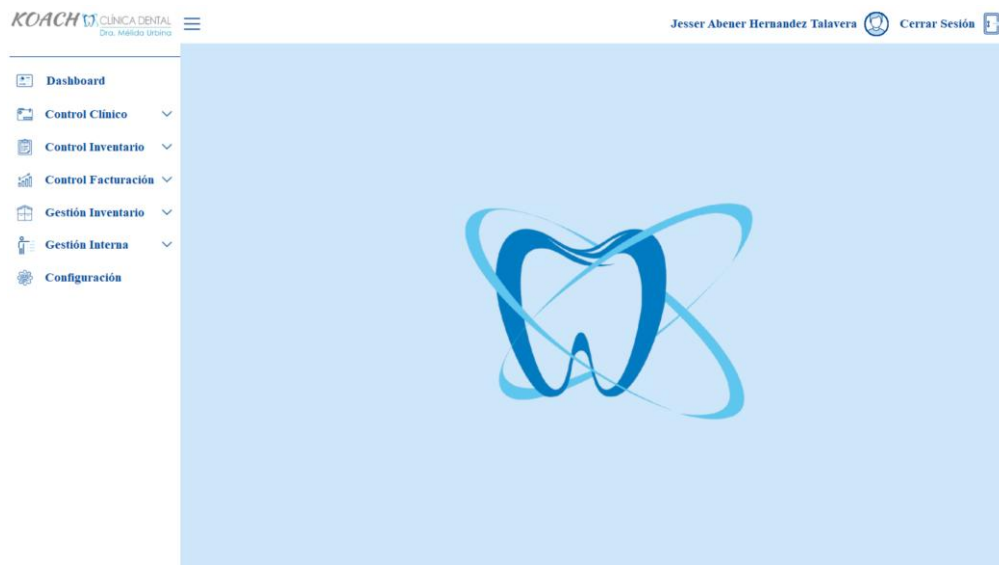 KOACH CLÍNICA DENTAL
Dra. Mélida Urbina
Jesser Abener Hernandez Talavera
Cerrar Sesión
Dashboard
Control Clínico
Control Inventario
Control Facturación
Gestión Inventario
Gestión Interna
Configuración